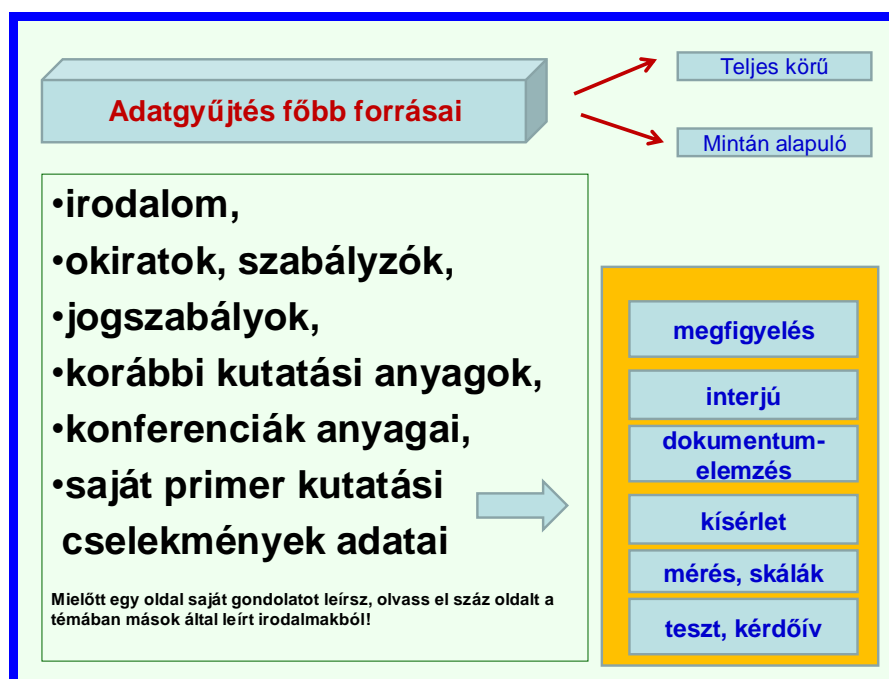 Adatgyűjtés főbb forrásai
Teljes körű
Mintán alapuló
•irodalom,
•okiratok, szabályzók,
•jogszabályok,
•korábbi kutatási anyagok,
•konferenciák anyagai,
•saját primer kutatási
cselekmények adatai
Mielőtt egy oldal saját gondolatot leírsz, olvass el száz oldalt a
témában mások által leírt irodalmakból!
megfigyelés
interjú
dokumentum-
elemzés
kísérlet
mérés, skálák
teszt, kérdőív